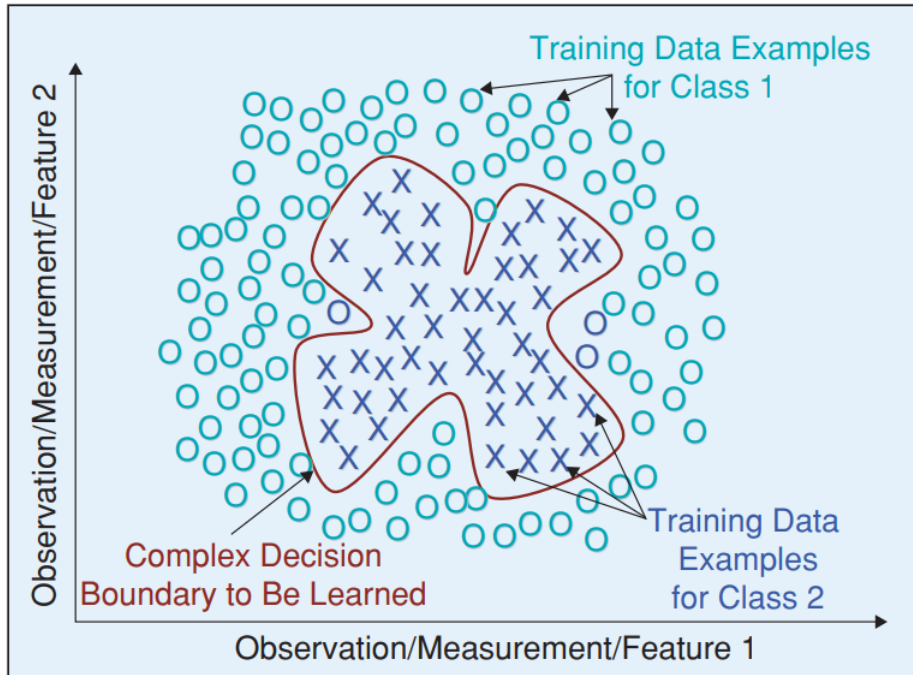 Training Data Examples
for Class 1
Observation/Measurement/Feature 2
Complex Decision
Boundary to Be Learned
Training Data
Examples
for Class 2
Observation/Measurement/Feature 1